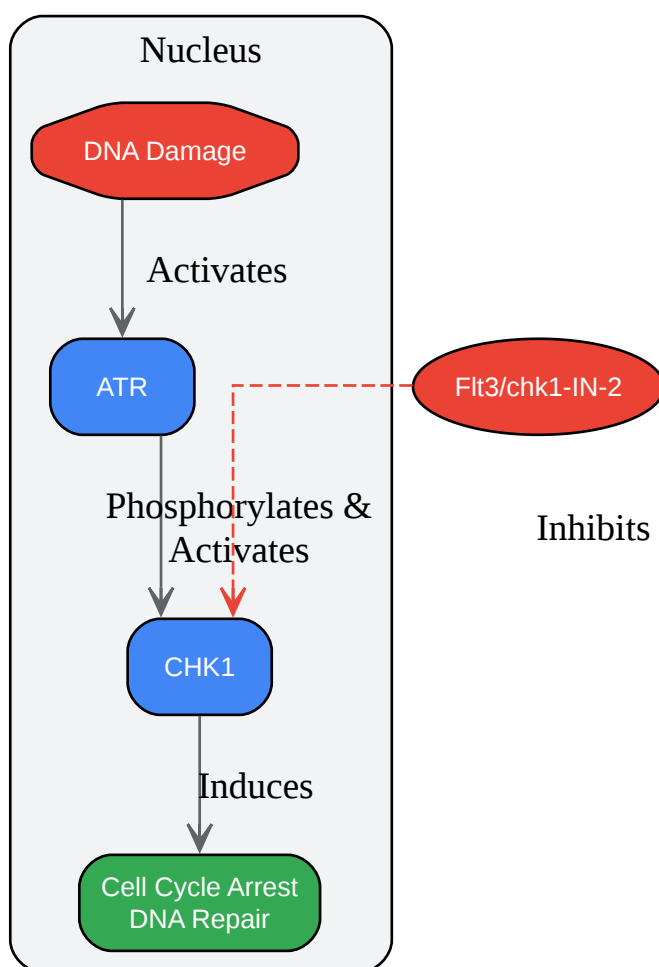 Nucleus
DNA Damage
Activates
ATR
Flt3/chk1-IN-2
Phosphorylates &
Activates
Inhibits
CHK1
Induces
Cell Cycle Arrest
DNA Repair